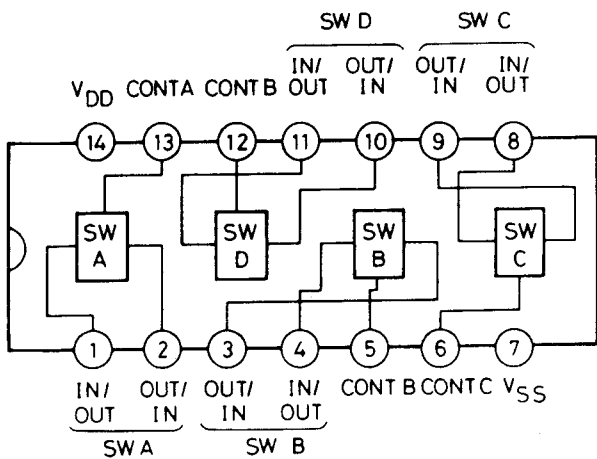 SW D SW C
IN/ OUT/ OUT/ IN/
VDD CONTA CONT B OUT IN IN OUT
14 13 12 11 10 9 8
SW SW SW SW
A D B C
1 2 3 4 5 6 7
IN/ OUT/ OUT/ IN/ CONT B CONT C VSS
OUT IN IN OUT
SW A SW B